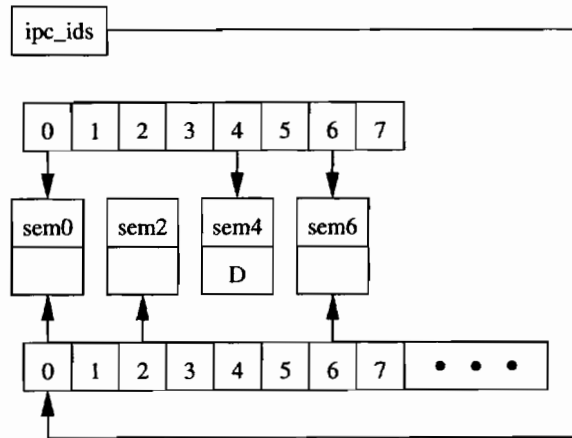 ipc_ids
0 1 2 3 4 5 6 7
sem0 sem2 sem4 sem6
D
0 1 2 3 4 5 6 7 • • •